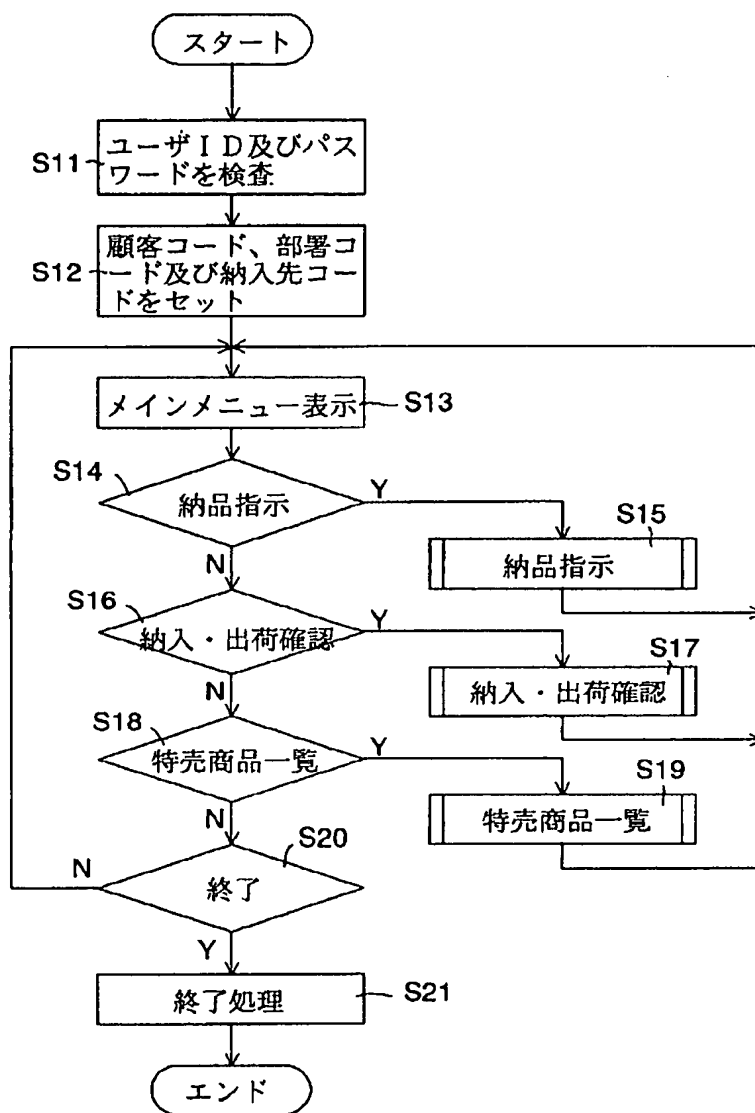 スタート
S11
ユーザＩＤ及びパス
ワードを検査
S12
顧客コード、部署コ
ード及び納入先コー
ドをセット
メインメニュー表示
S13
S14
納品指示
Y
N
S15
納品指示
S16
納入・出荷確認
Y
N
S17
納入・出荷確認
S18
特売商品一覧
Y
N
S19
特売商品一覧
S20
終了
N
Y
終了処理
S21
エンド